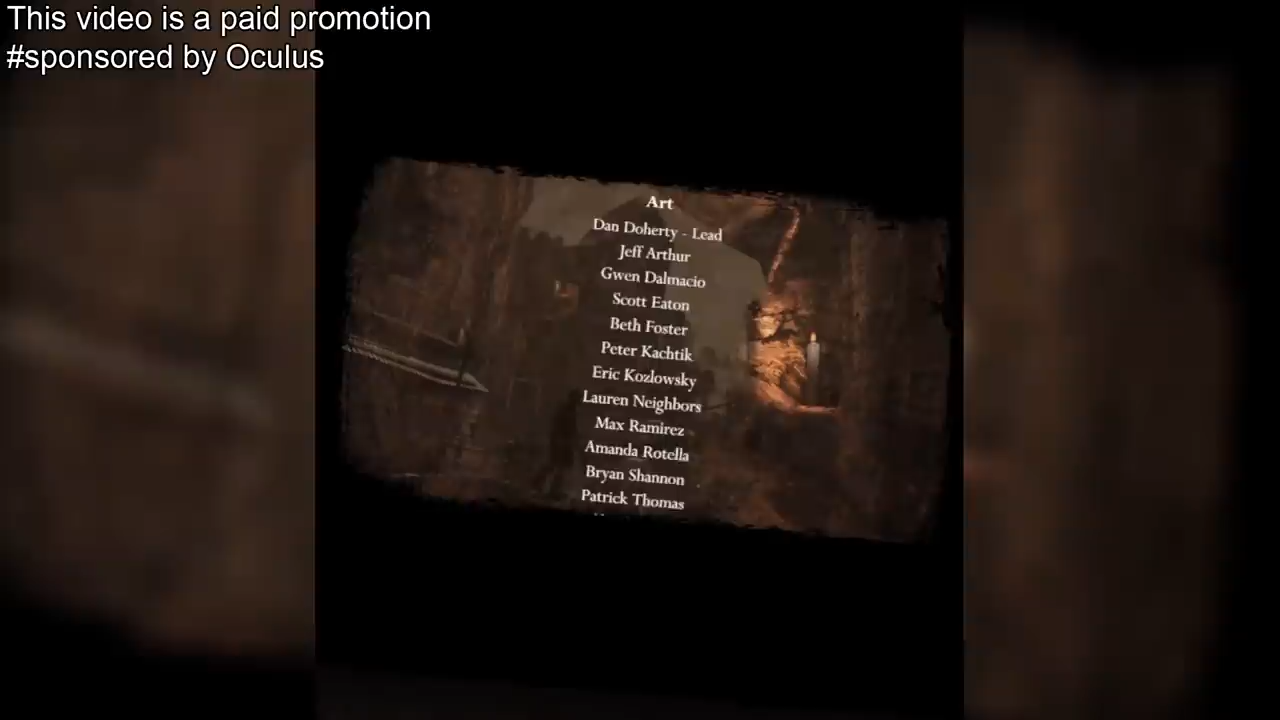 This video is a paid promotion
#sponsored by Oculus
Art
Dan Doherty - Lead
Jeff Arthur
Gwen Dalmacio
Scott Eaton
Beth Foster
Peter Kachtik
Eric Kozlowsky
Lauren Neighbors
Max Ramirez
Amanda Rotella
Bryan Shannon
Patrick Thomas